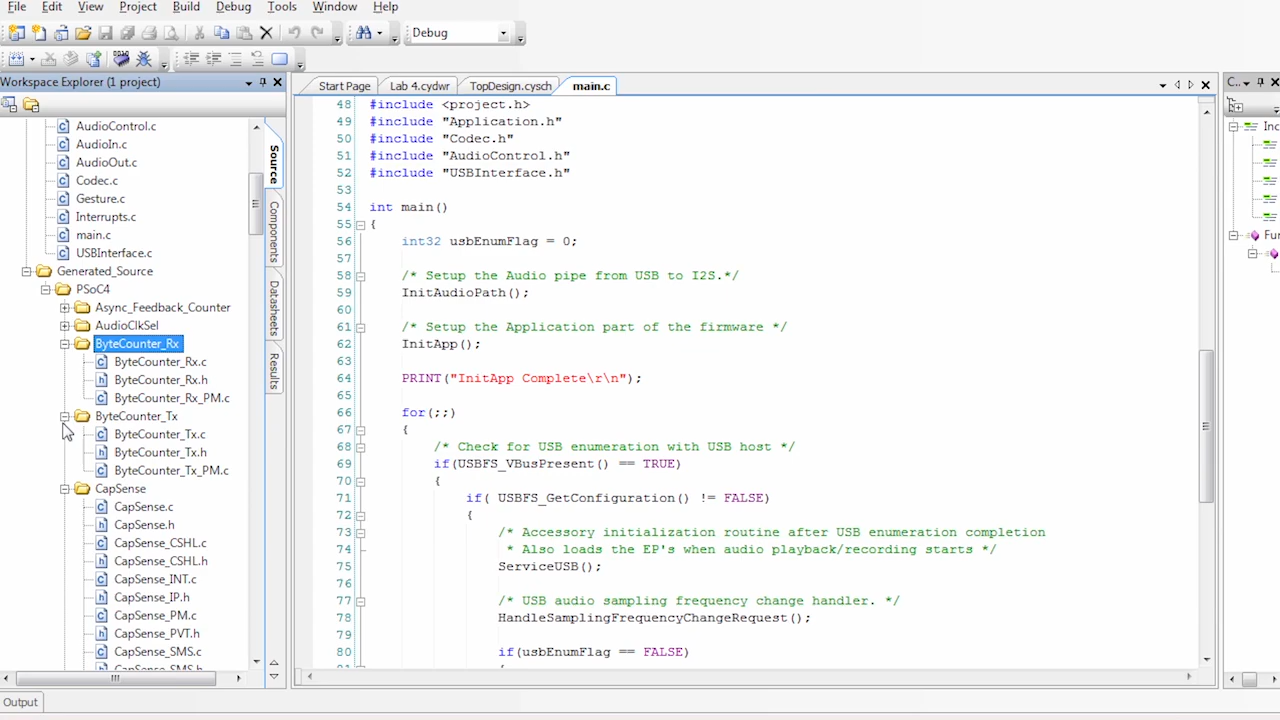 File Edit View Project Build Debug Tools Window Help
Debug
Workspace Explorer (1 project)
Start Page Lab 4.cydwr TopDesign.cysch main.c
C..
AudioControl.c
AudioIn.c
AudioOut.c
Codec.c
Gesture.c
Interrupts.c
main.c
USBInterface.c
Generated_Source
PSoC4
Async_Feedback_Counter
AudioClkSel
ByteCounter_Rx
ByteCounter_Rx.c
ByteCounter_Rx.h
ByteCounter_Rx_PM.c
ByteCounter_Tx
ByteCounter_Tx.c
ByteCounter_Tx.h
ByteCounter_Tx_PM.c
CapSense
CapSense.c
CapSense.h
CapSense_CSHL.c
CapSense_CSHL.h
CapSense_INT.c
CapSense_IP.h
CapSense_PM.c
CapSense_PVT.h
CapSense_SMS.c
CapSense_SMS.h
Source
Components
Datasheets
Results
48 #include <project.h>
49 #include "Application.h"
50 #include "Codec.h"
51 #include "AudioControl.h"
52 #include "USBInterface.h"
53
54 int main()
55 {
56 int32 usbEnumFlag = 0;
57
58 /* Setup the Audio pipe from USB to I2S.*/
59 InitAudioPath();
60
61 /* Setup the Application part of the firmware */
62 InitApp();
63
64 PRINT("InitApp Complete\r\n");
65
66 for(;;)
67 {
68 /* Check for USB enumeration with USB host */
69 if(USBFS_VBusPresent() == TRUE)
70 {
71 if( USBFS_GetConfiguration() != FALSE)
72 {
73 /* Accessory initialization routine after USB enumeration completion
74 * Also loads the EP's when audio playback/recording starts */
75 ServiceUSB();
76
77 /* USB audio sampling frequency change handler. */
78 HandleSamplingFrequencyChangeRequest();
79
80 if(usbEnumFlag == FALSE)
81 {
Inc
Fur
Output